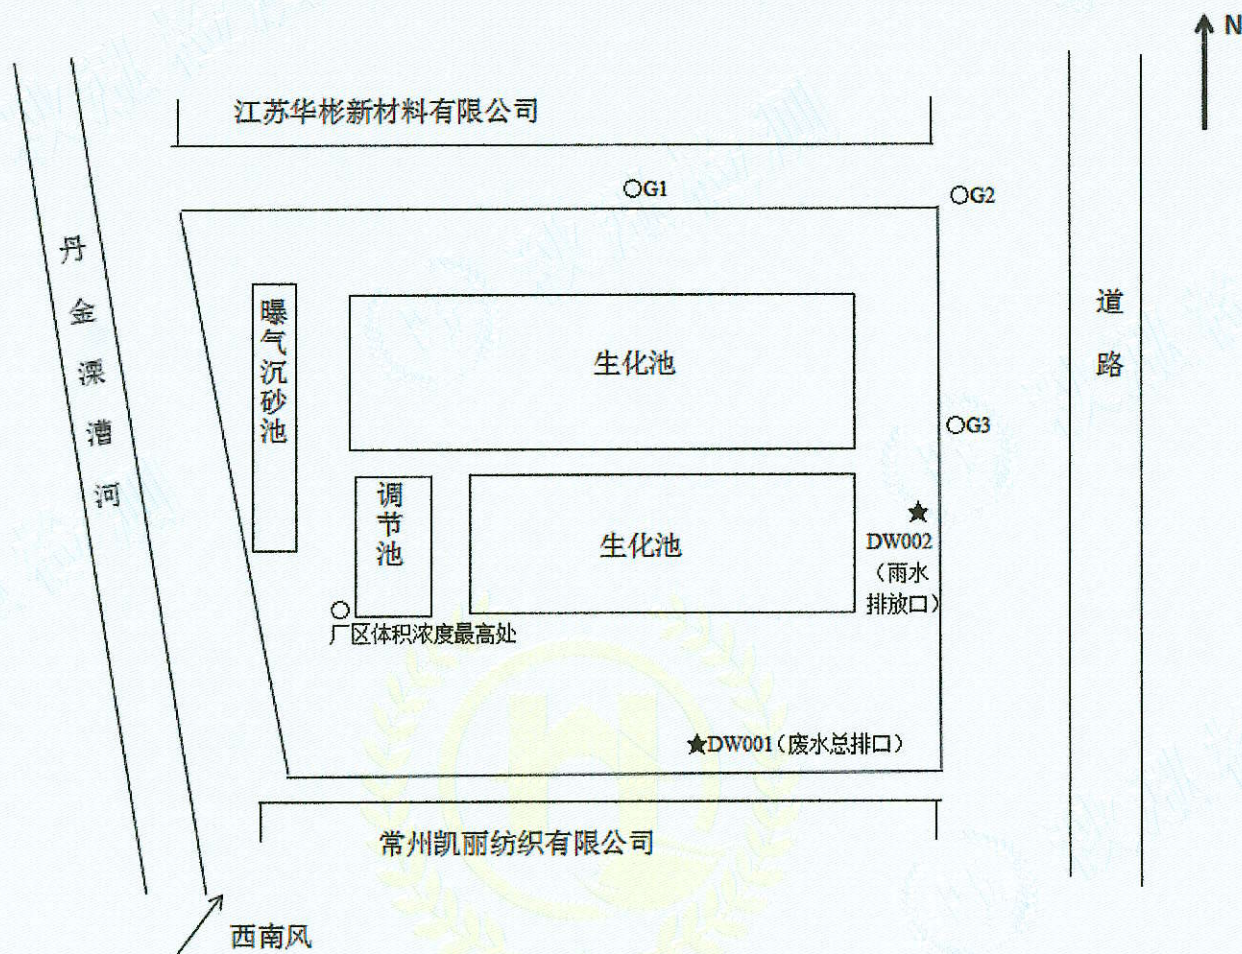 N
江苏华彬新材料有限公司
G1
G2
丹金溧漕河
曝气沉砂池
生化池
道路
G3
调节池
生化池
DW002
（雨水
排放口）
厂区体积浓度最高处
DW001（废水总排口）
常州凯丽纺织有限公司
西南风